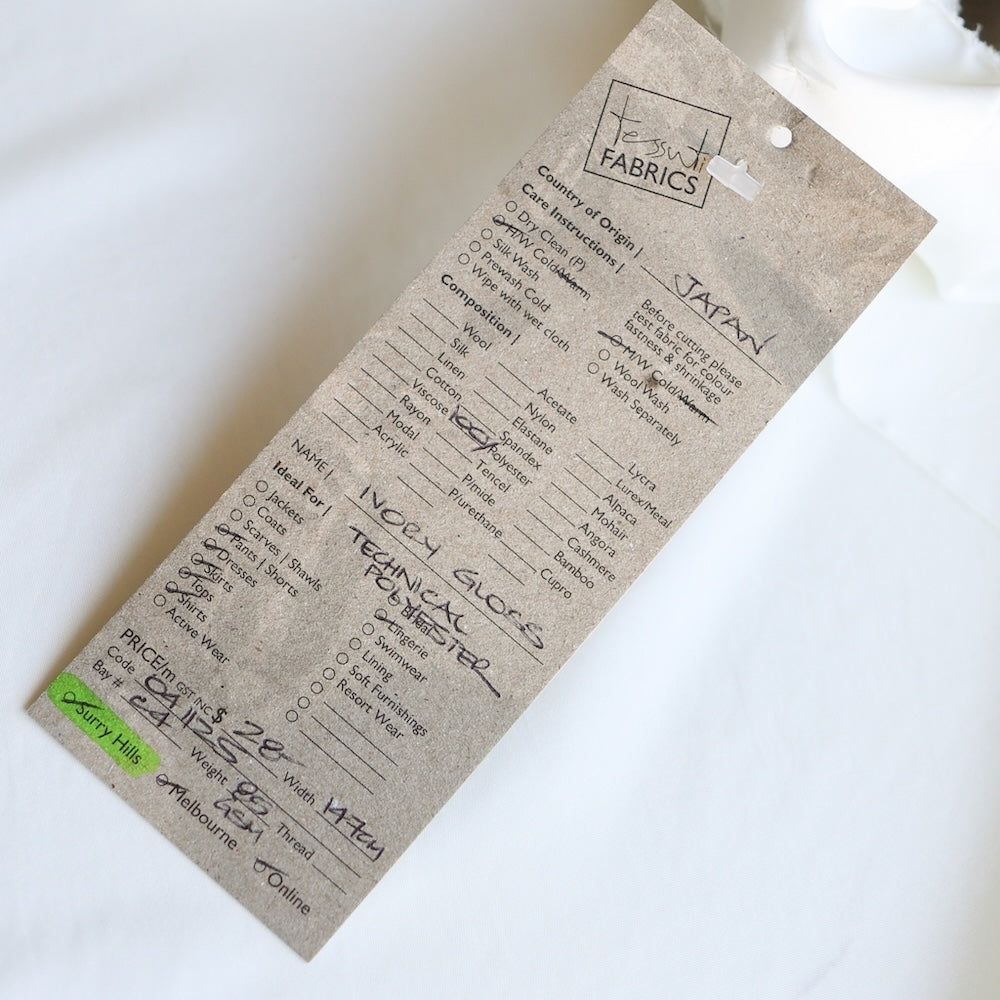 tessuti
FABRICS
Country of Origin | JAPAN
Care Instructions |
Dry Clean (P)
H/W Cold/Warm
Silk Wash
Prewash Cold
Wipe with wet cloth
Before cutting please
test fabric for colour
fastness & shrinkage
M/W Cold/Warm
Wool Wash
Wash Separately
Composition |
Wool
Silk
Linen
Cotton
Viscose
Rayon
Modal
Acrylic
Acetate
Nylon
Elastane
Spandex
Polyester
Tencel
P/mide
P/urethane
Lycra
Lurex/Metal
Alpaca
Mohair
Angora
Cashmere
Bamboo
Cupro
NAME | IVORY GLOSS
TECHNICAL
POLYESTER
Ideal For |
Jackets
Coats
Scarves | Shawls
Pants | Shorts
Dresses
Skirts
Tops
Shirts
Active Wear
Bridal
Lingerie
Swimwear
Lining
Soft Furnishings
Resort Wear
PRICE/m GST INC $ 28-
Code
Bay #
Weight
GSM
Width 147cm
Thread
Surry Hills
Melbourne
Online